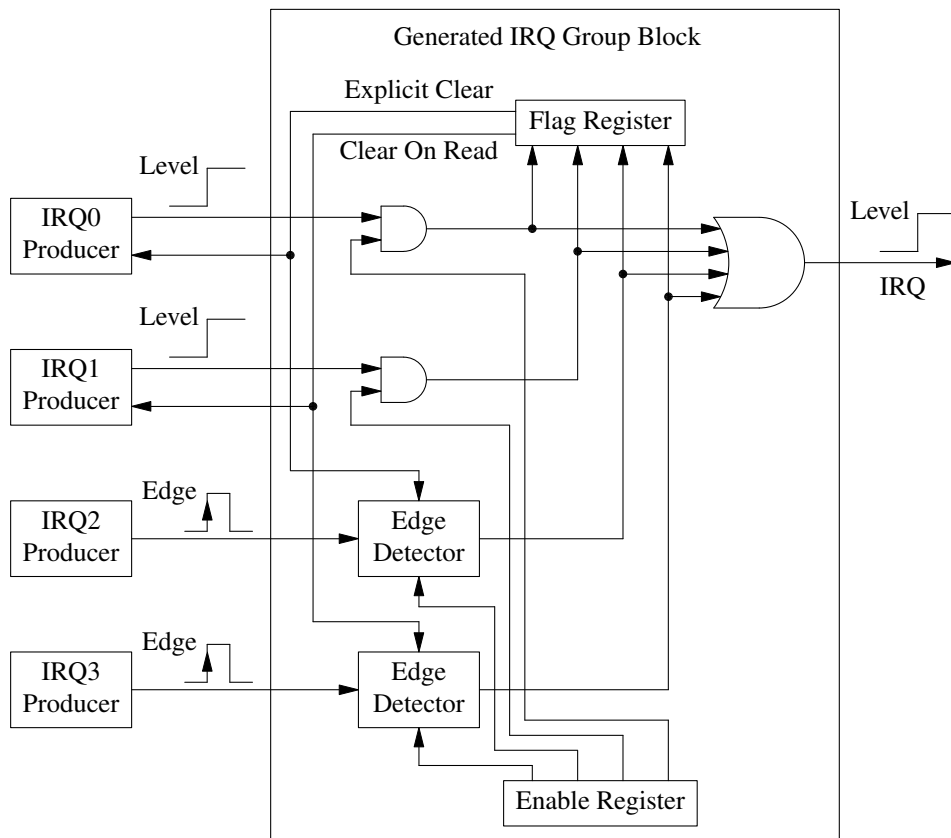 Generated IRQ Group Block
Explicit Clear
Flag Register
Clear On Read
Level
IRQ0
Producer
Level
IRQ
Level
IRQ1
Producer
Edge
IRQ2
Producer
Edge
Detector
Edge
IRQ3
Producer
Edge
Detector
Enable Register